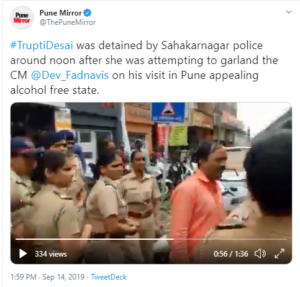 Pune Mirror
@ThePuneMirror
#TruptiDesai was detained by Sahakarnagar police
around noon after she was attempting to garland the
CM @Dev_Fadnavis on his visit in Pune appealing
alcohol free state.
334 views
0:56 / 1:36
1:59 PM · Sep 14, 2019 · TweetDeck